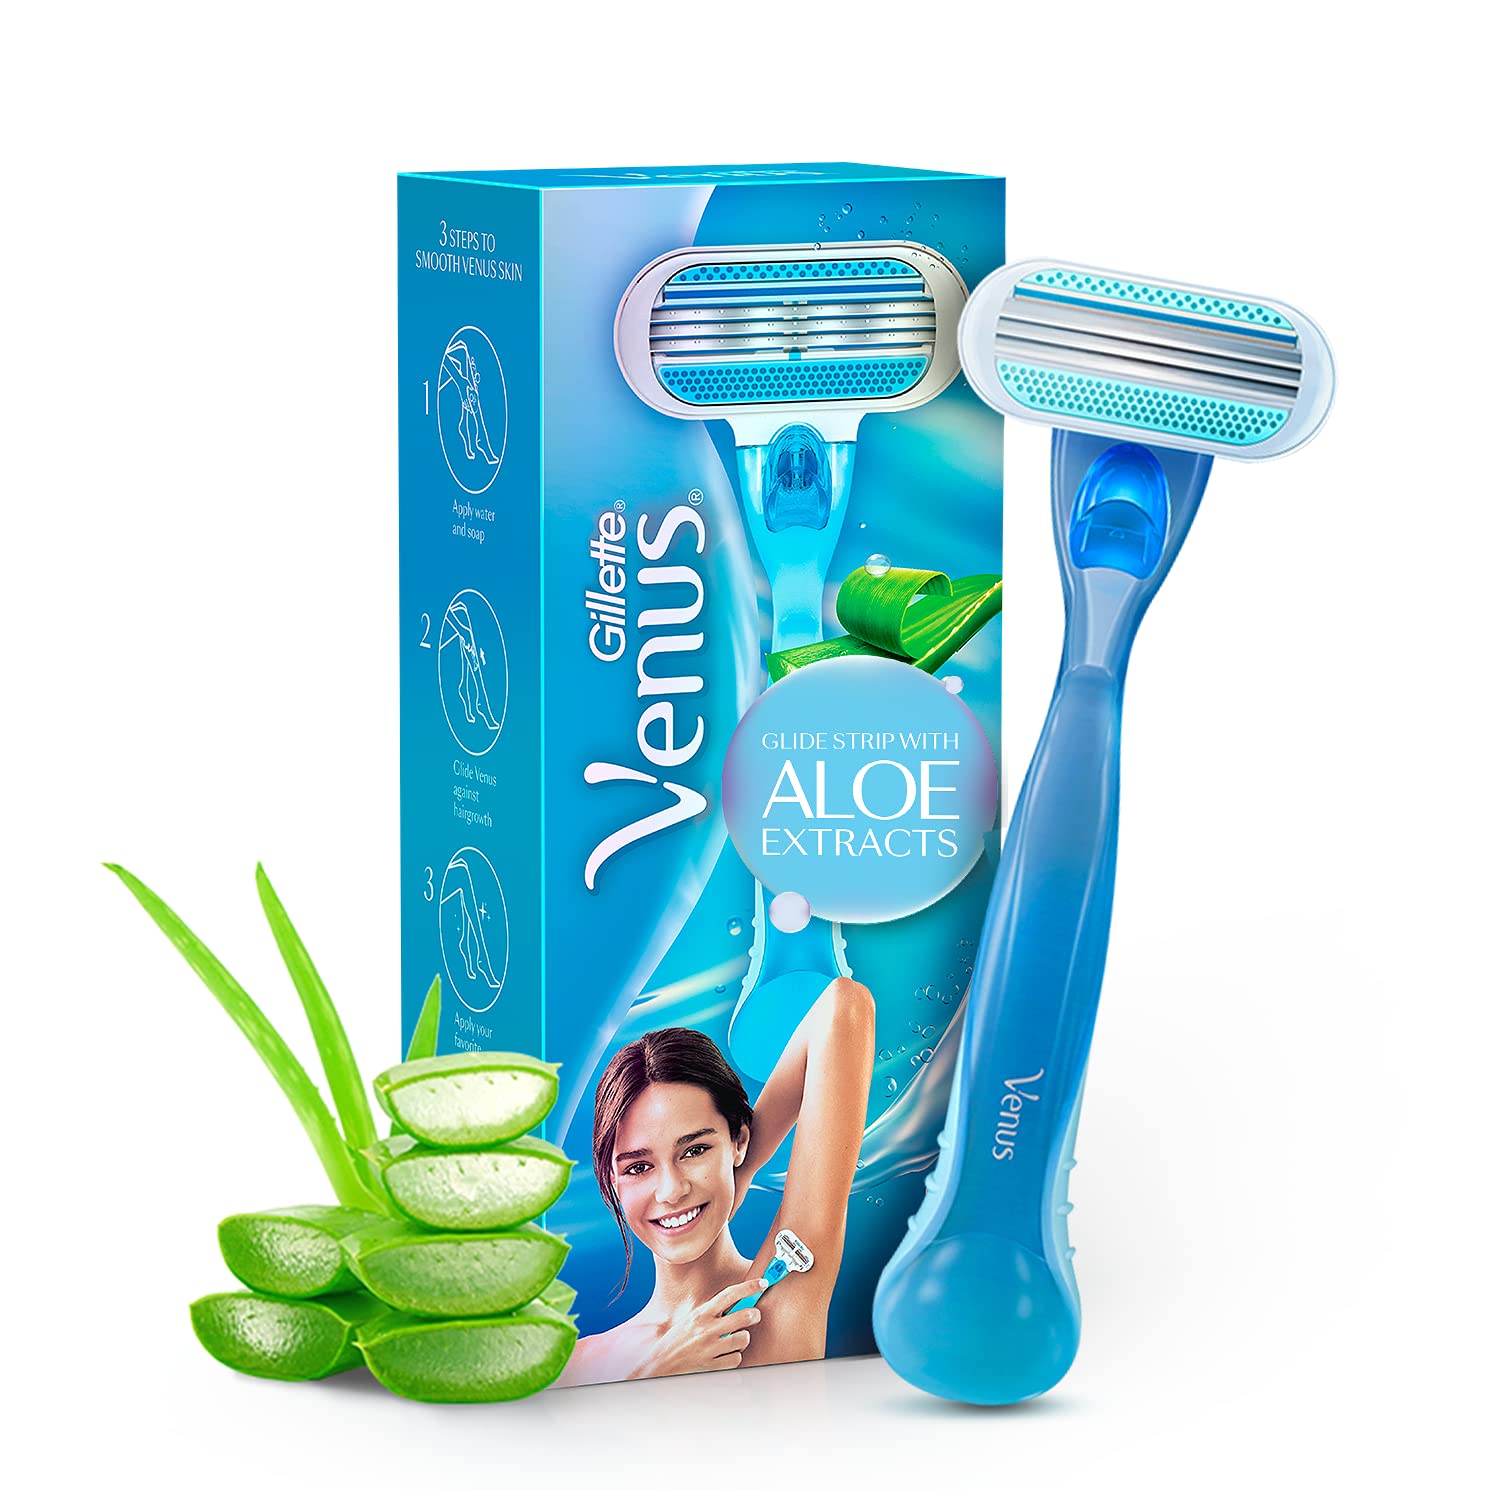 3 STEPS TO
SMOOTH VENUS SKIN
1
Apply water
and soap
2
Glide Venus
against
hairgrowth
3
Apply your
favorite
Gillette®
Venus®
GLIDE STRIP WITH
ALOE
EXTRACTS
Venus